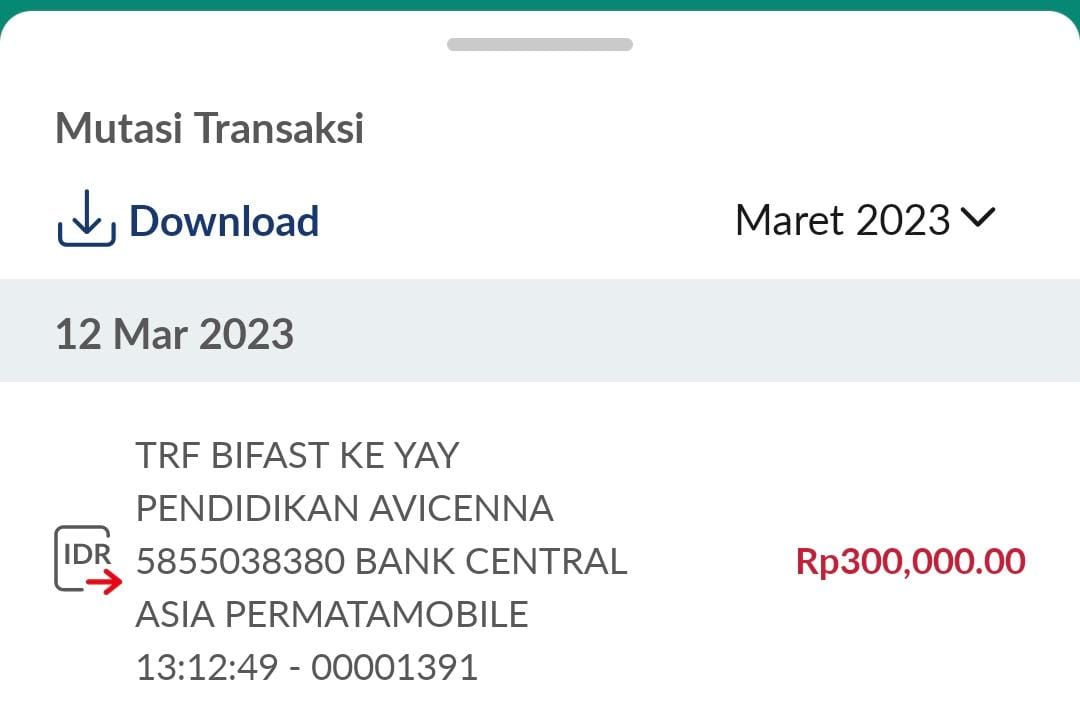 Mutasi Transaksi
Download
Maret 2023
12 Mar 2023
TRF BIFAST KE YAY
PENDIDIKAN AVICENNA
5855038380 BANK CENTRAL
ASIA PERMATAMOBILE
13:12:49 - 00001391
IDR
Rp300,000.00